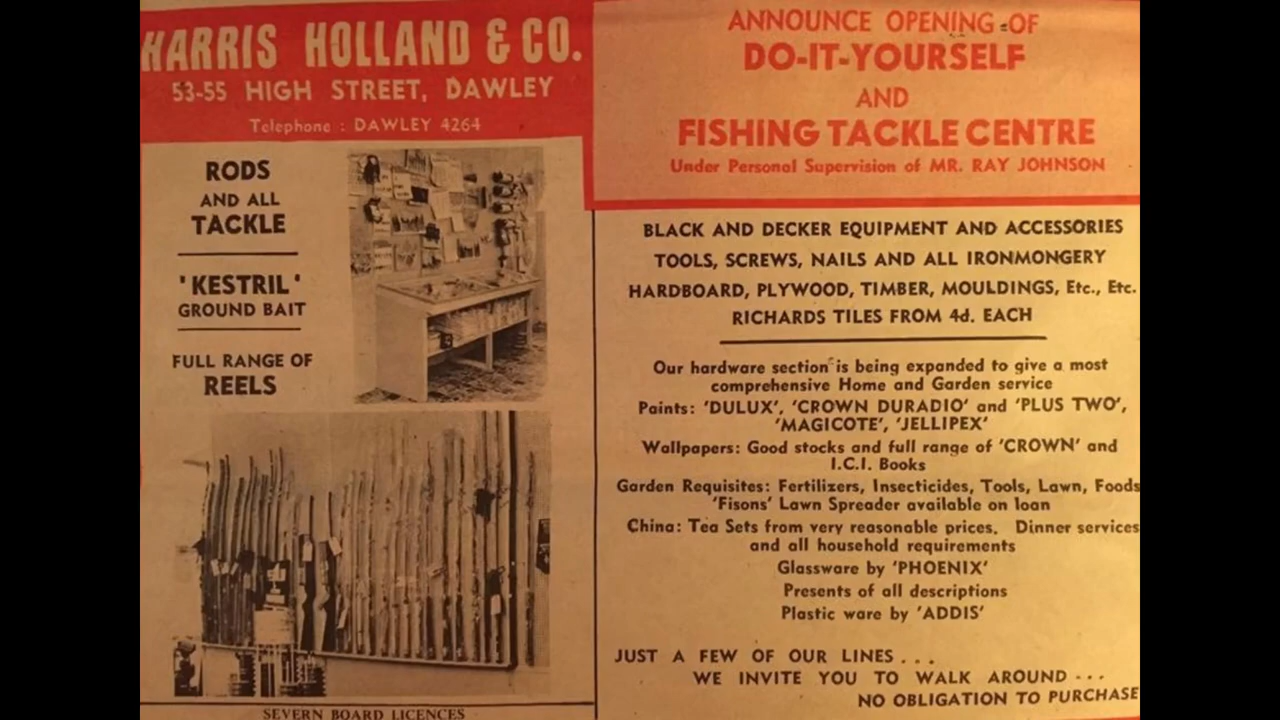 HARRIS HOLLAND & CO.
53-55 HIGH STREET, DAWLEY
Telephone : DAWLEY 4264
RODS
AND ALL
TACKLE
'KESTRIL'
GROUND BAIT
FULL RANGE OF
REELS
SEVERN BOARD LICENCES
ANNOUNCE OPENING OF
DO-IT-YOURSELF
AND
FISHING TACKLE CENTRE
Under Personal Supervision of MR. RAY JOHNSON
BLACK AND DECKER EQUIPMENT AND ACCESSORIES
TOOLS, SCREWS, NAILS AND ALL IRONMONGERY
HARDBOARD, PLYWOOD, TIMBER, MOULDINGS, Etc., Etc.
RICHARDS TILES FROM 4d. EACH
Our hardware section is being expanded to give a most
comprehensive Home and Garden service
Paints: 'DULUX', 'CROWN DURADIO' and 'PLUS TWO',
'MAGICOTE', 'JELLIPEX'
Wallpapers: Good stocks and full range of 'CROWN' and
I.C.I. Books
Garden Requisites: Fertilizers, Insecticides, Tools, Lawn, Foods
'Fisons' Lawn Spreader available on loan
China: Tea Sets from very reasonable prices. Dinner services
and all household requirements
Glassware by 'PHOENIX'
Presents of all descriptions
Plastic ware by 'ADDIS'
JUST A FEW OF OUR LINES . . .
WE INVITE YOU TO WALK AROUND . . .
NO OBLIGATION TO PURCHASE